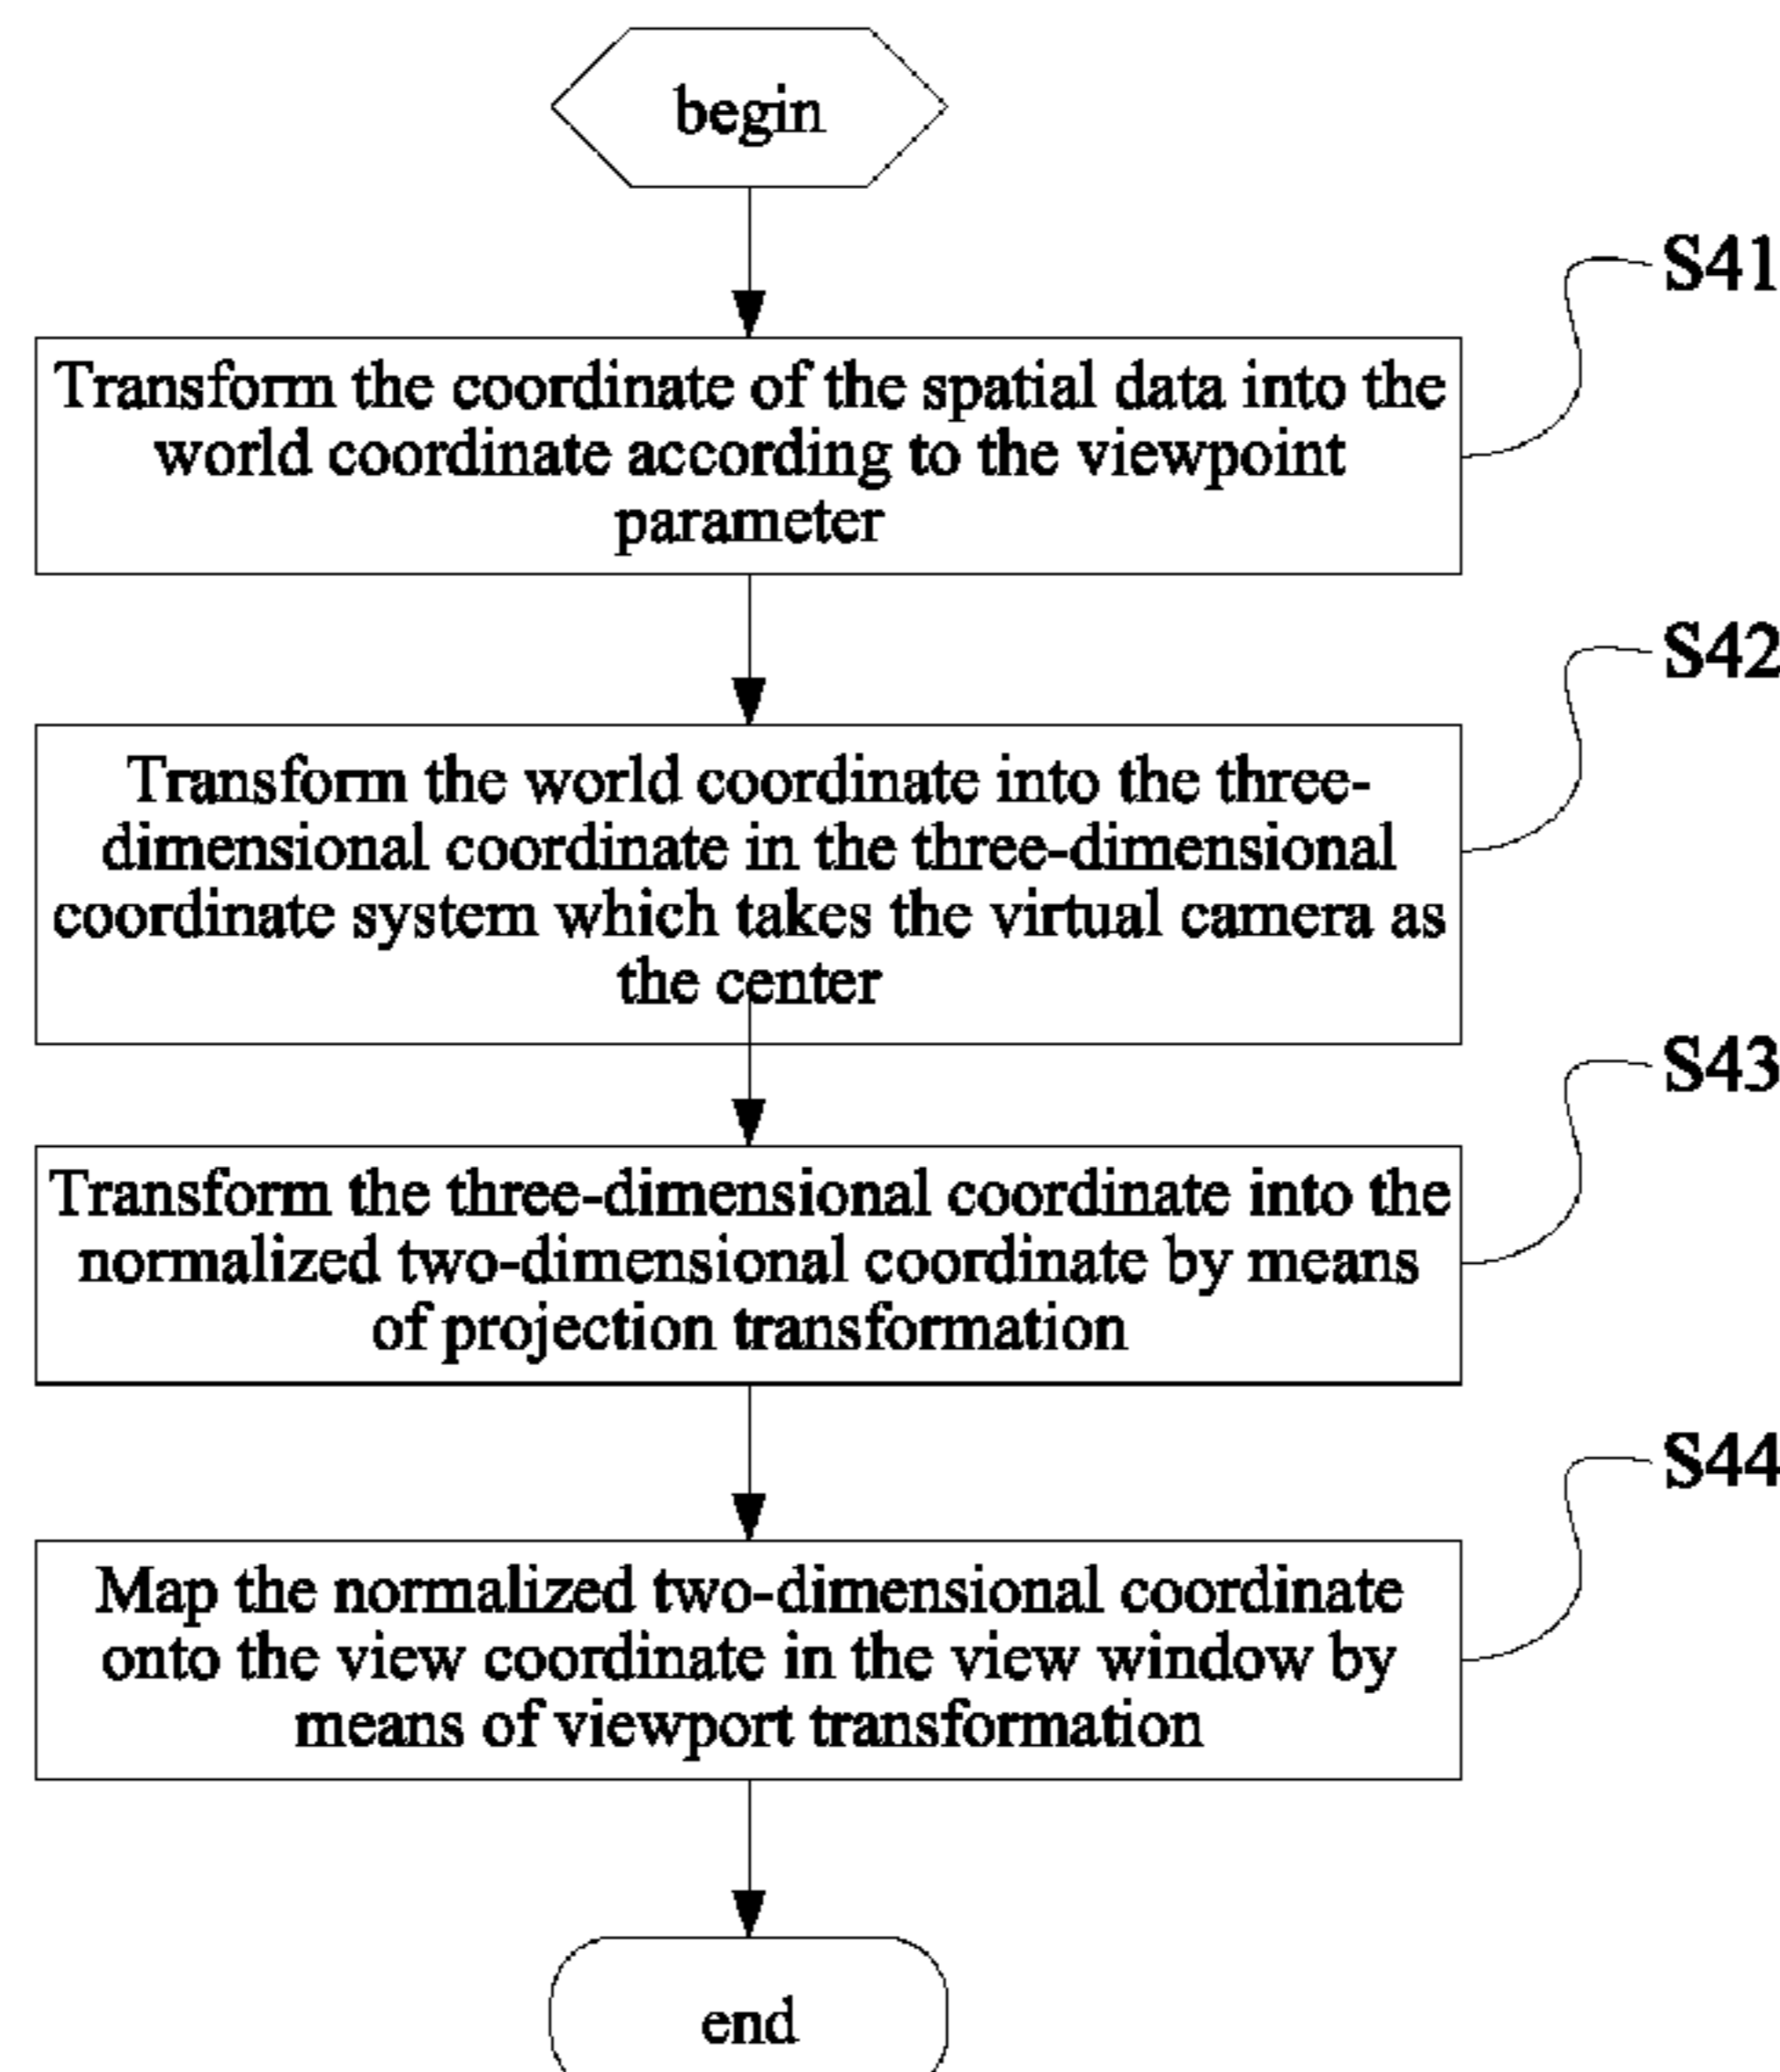 begin
S41
Transform the coordinate of the spatial data into the
world coordinate according to the viewpoint
parameter
S42
Transform the world coordinate into the three-
dimensional coordinate in the three-dimensional
coordinate system which takes the virtual camera as
the center
S43
Transform the three-dimensional coordinate into the
normalized two-dimensional coordinate by means
of projection transformation
S44
Map the normalized two-dimensional coordinate
onto the view coordinate in the view window by
means of viewport transformation
end